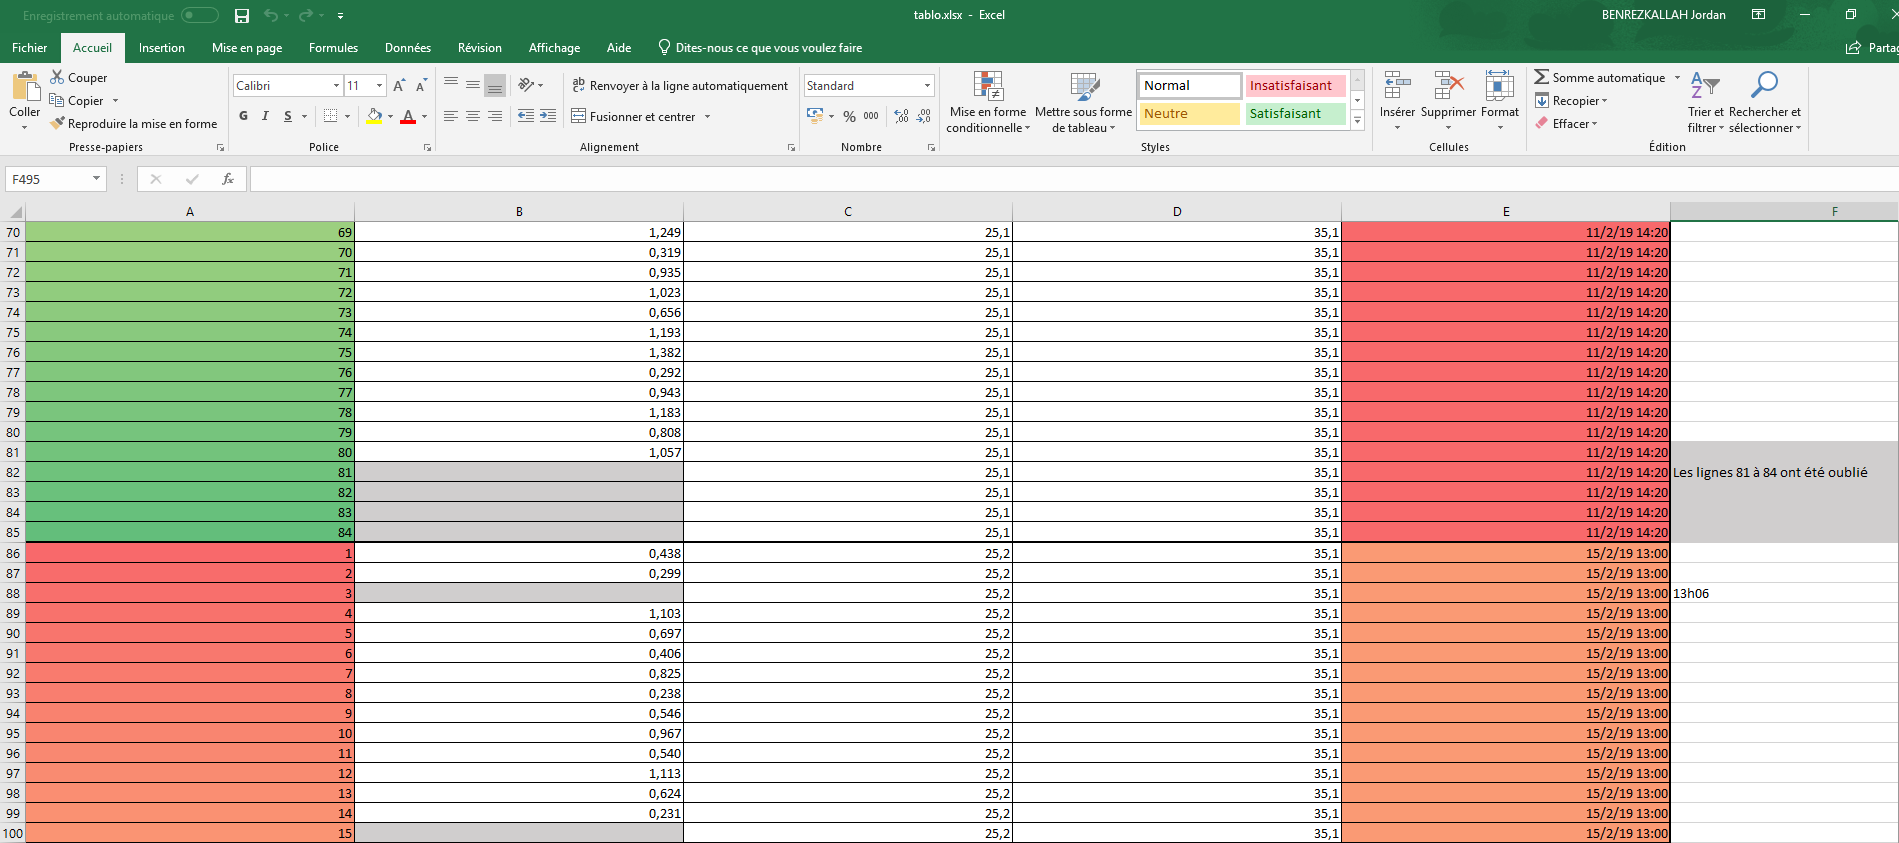 Enregistrement automatique
tablo.xlsx - Excel
BENREZKALLAH Jordan
Fichier Accueil Insertion Mise en page Formules Données Révision Affichage Aide Dites-nous ce que vous voulez faire
Coller
Couper
Copier
Reproduire la mise en forme
Presse-papiers
Calibri 11
G I S
Police
Renvoyer à la ligne automatiquement
Fusionner et centrer
Alignement
Standard
% 000
Nombre
Mise en forme conditionnelle
Mettre sous forme de tableau
Normal Insatisfaisant
Neutre Satisfaisant
Styles
Insérer Supprimer Format
Cellules
Somme automatique
Recopier
Effacer
Trier et filtrer
Rechercher et sélectionner
Édition
F495 fx
A B C D E F
70 69 1,249 25,1 35,1 11/2/19 14:20
71 70 0,319 25,1 35,1 11/2/19 14:20
72 71 0,935 25,1 35,1 11/2/19 14:20
73 72 1,023 25,1 35,1 11/2/19 14:20
74 73 0,656 25,1 35,1 11/2/19 14:20
75 74 1,193 25,1 35,1 11/2/19 14:20
76 75 1,382 25,1 35,1 11/2/19 14:20
77 76 0,292 25,1 35,1 11/2/19 14:20
78 77 0,943 25,1 35,1 11/2/19 14:20
79 78 1,183 25,1 35,1 11/2/19 14:20
80 79 0,808 25,1 35,1 11/2/19 14:20
81 80 1,057 25,1 35,1 11/2/19 14:20
82 81 25,1 35,1 11/2/19 14:20 Les lignes 81 à 84 ont été oublié
83 82 25,1 35,1 11/2/19 14:20
84 83 25,1 35,1 11/2/19 14:20
85 84 25,1 35,1 11/2/19 14:20
86 1 0,438 25,2 35,1 15/2/19 13:00
87 2 0,299 25,2 35,1 15/2/19 13:00
88 3 25,2 35,1 15/2/19 13:00 13h06
89 4 1,103 25,2 35,1 15/2/19 13:00
90 5 0,697 25,2 35,1 15/2/19 13:00
91 6 0,406 25,2 35,1 15/2/19 13:00
92 7 0,825 25,2 35,1 15/2/19 13:00
93 8 0,238 25,2 35,1 15/2/19 13:00
94 9 0,546 25,2 35,1 15/2/19 13:00
95 10 0,967 25,2 35,1 15/2/19 13:00
96 11 0,540 25,2 35,1 15/2/19 13:00
97 12 1,113 25,2 35,1 15/2/19 13:00
98 13 0,624 25,2 35,1 15/2/19 13:00
99 14 0,231 25,2 35,1 15/2/19 13:00
100 15 25,2 35,1 15/2/19 13:00